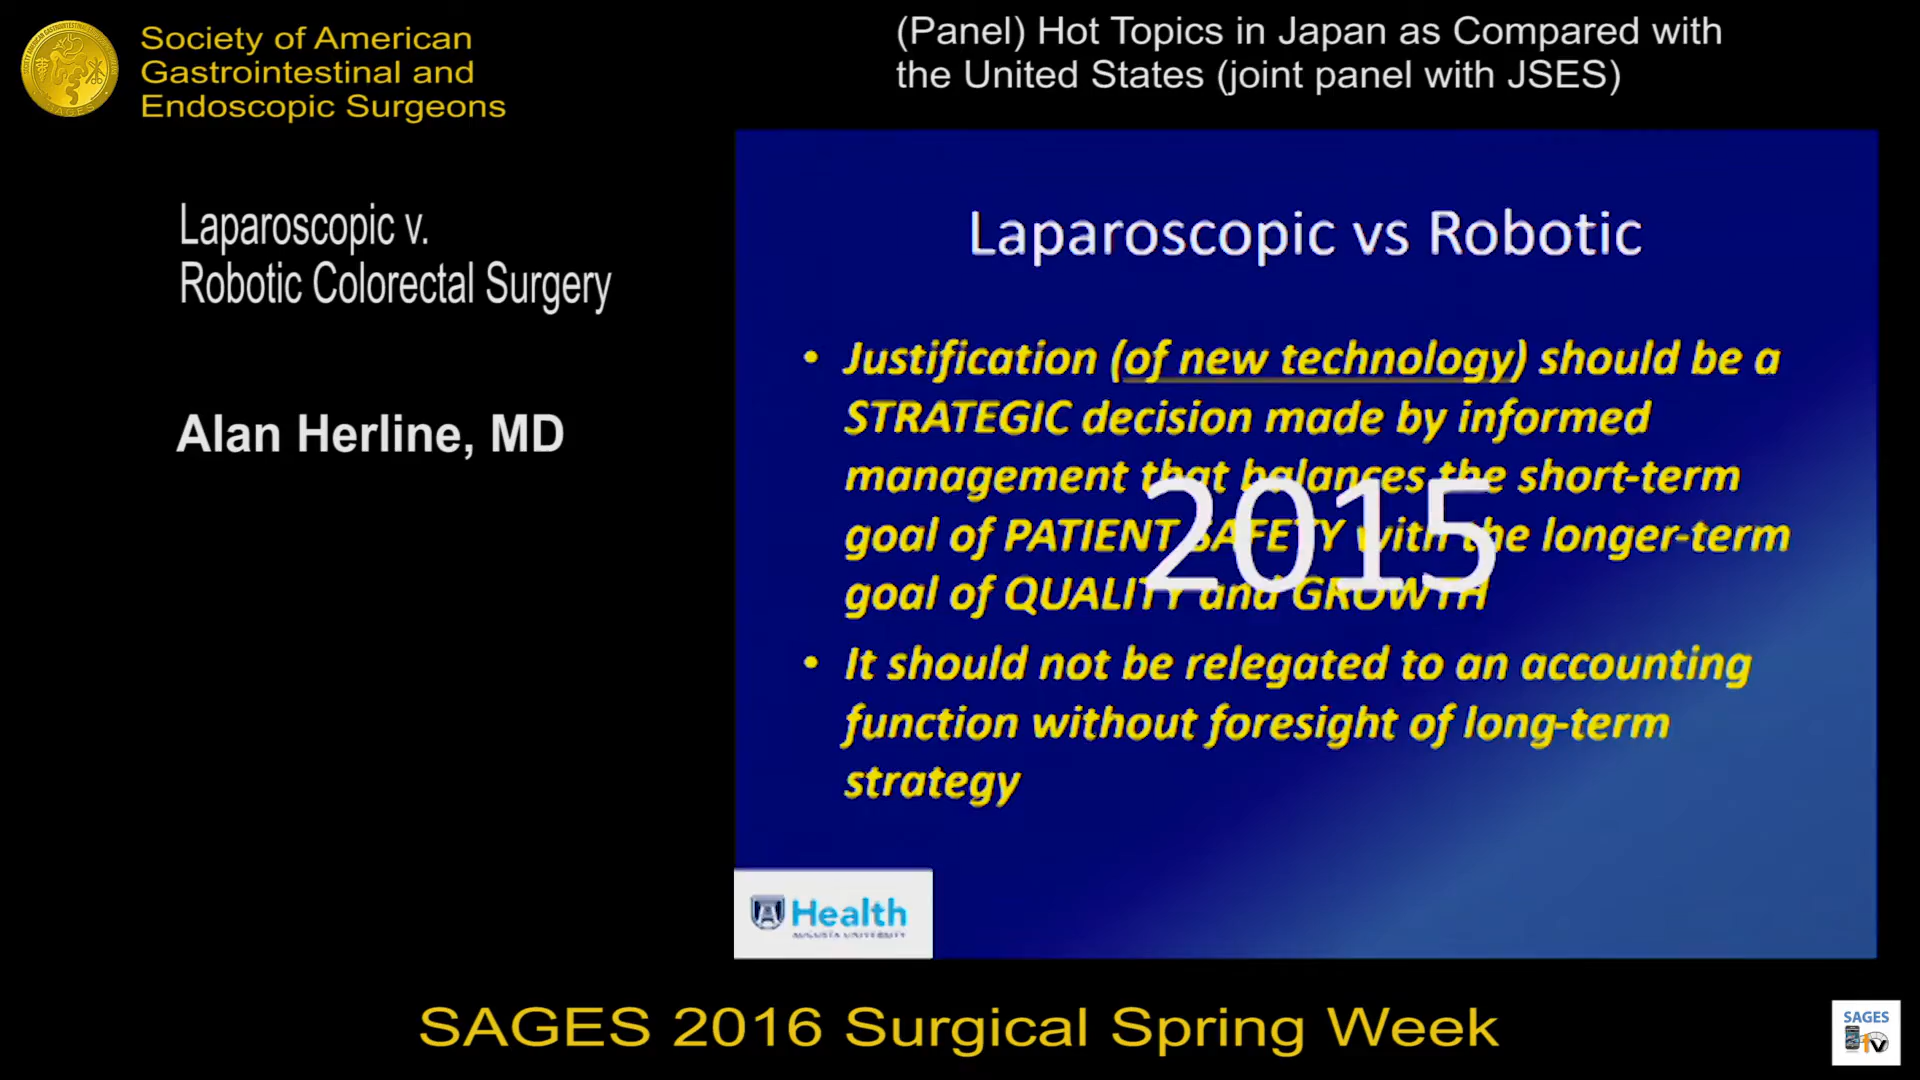 Society of American
Gastrointestinal and
Endoscopic Surgeons
(Panel) Hot Topics in Japan as Compared with
the United States (joint panel with JSES)
Laparoscopic v.
Robotic Colorectal Surgery
Alan Herline, MD
Laparoscopic vs Robotic
• Justification (of new technology) should be a
STRATEGIC decision made by informed
management that balances the short-term
goal of PATIENT SAFETY with the longer-term
goal of QUALITY and GROWTH
2015
• It should not be relegated to an accounting
function without foresight of long-term
strategy
Health
AUGUSTA UNIVERSITY
SAGES 2016 Surgical Spring Week
SAGES
TV